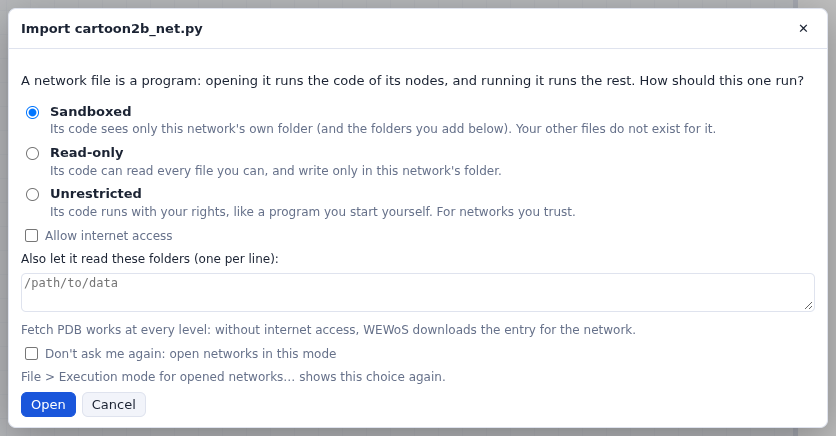 Import cartoon2b_net.py
✕
A network file is a program: opening it runs the code of its nodes, and running it runs the rest. How should this one run?
Sandboxed
Its code sees only this network's own folder (and the folders you add below). Your other files do not exist for it.
Read-only
Its code can read every file you can, and write only in this network's folder.
Unrestricted
Its code runs with your rights, like a program you start yourself. For networks you trust.
Allow internet access
Also let it read these folders (one per line):
/path/to/data
Fetch PDB works at every level: without internet access, WEWoS downloads the entry for the network.
Don't ask me again: open networks in this mode
File > Execution mode for opened networks... shows this choice again.
Open Cancel